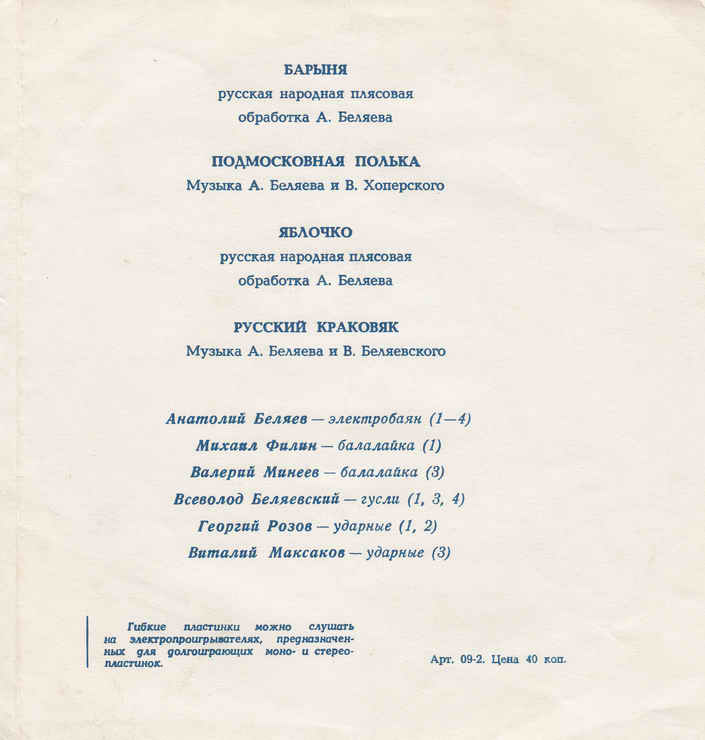 БАРЫНЯ
русская народная плясовая
обработка А. Беляева
ПОДМОСКОВНАЯ ПОЛЬКА
Музыка А. Беляева и В. Хоперского
ЯБЛОЧКО
русская народная плясовая
обработка А. Беляева
РУССКИЙ КРАКОВЯК
Музыка А. Беляева и В. Беляевского
Анатолий Беляев — электробаян (1—4)
Михаил Филин — балалайка (1)
Валерий Минеев — балалайка (3)
Всеволод Беляевский — гусли (1, 3, 4)
Георгий Розов — ударные (1, 2)
Виталий Максаков — ударные (3)
Гибкие пластинки можно слушать
на электропроигрывателях, предназначен-
ных для долгоиграющих моно- и стерео-
пластинок.
Арт. 09-2. Цена 40 коп.